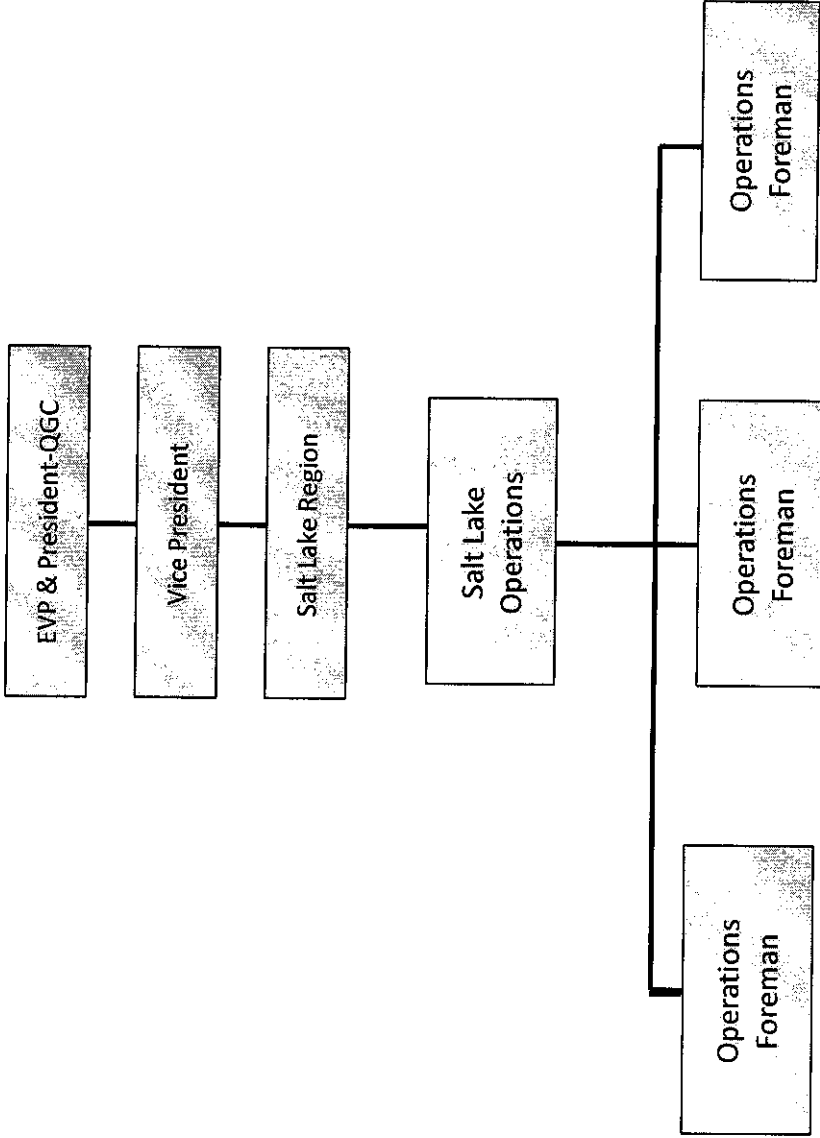 EVP & President-QGC
Vice President
Salt Lake Region
Salt Lake
Operations
Operations
Foreman
Operations
Foreman
Operations
Foreman